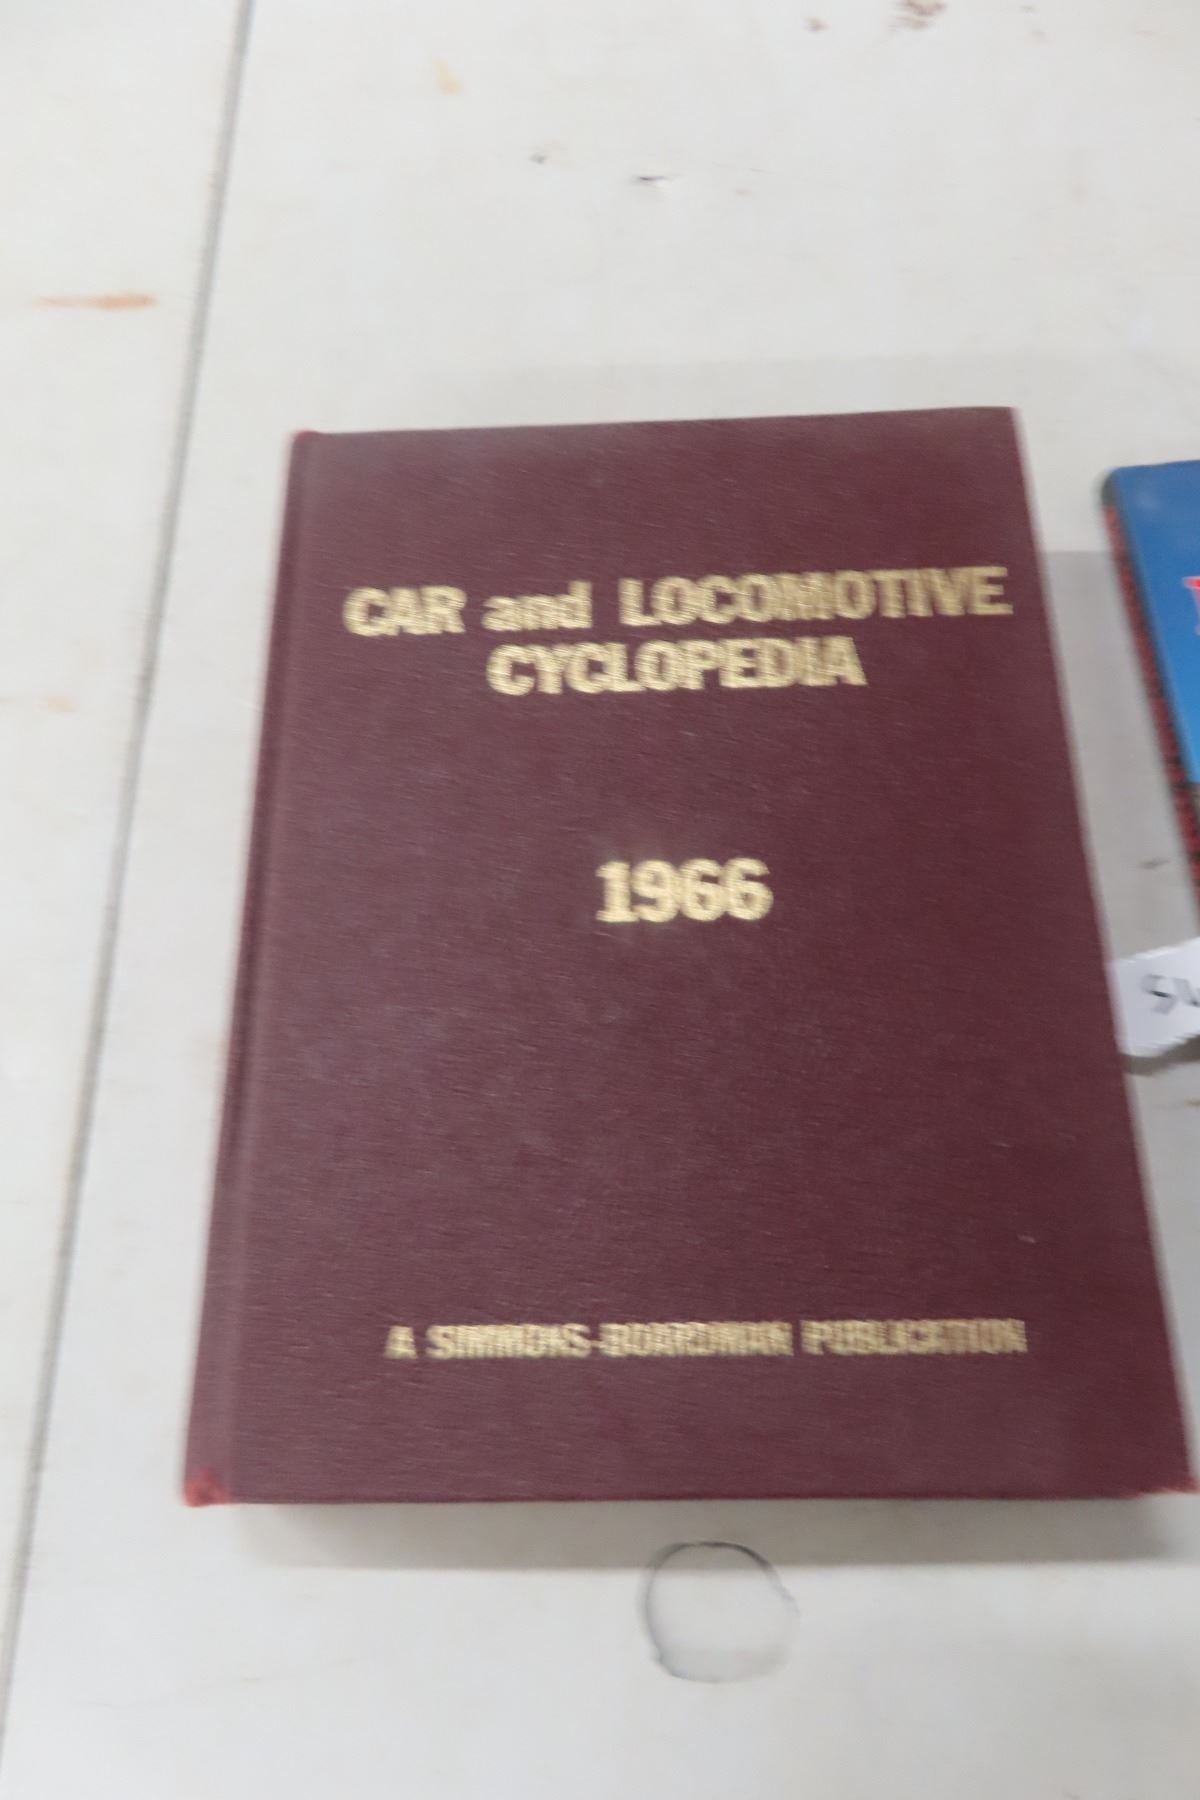 CAR and LOCOMOTIVE
CYCLOPEDIA
1966
A SIMMONS-BOARDMAN PUBLICATION